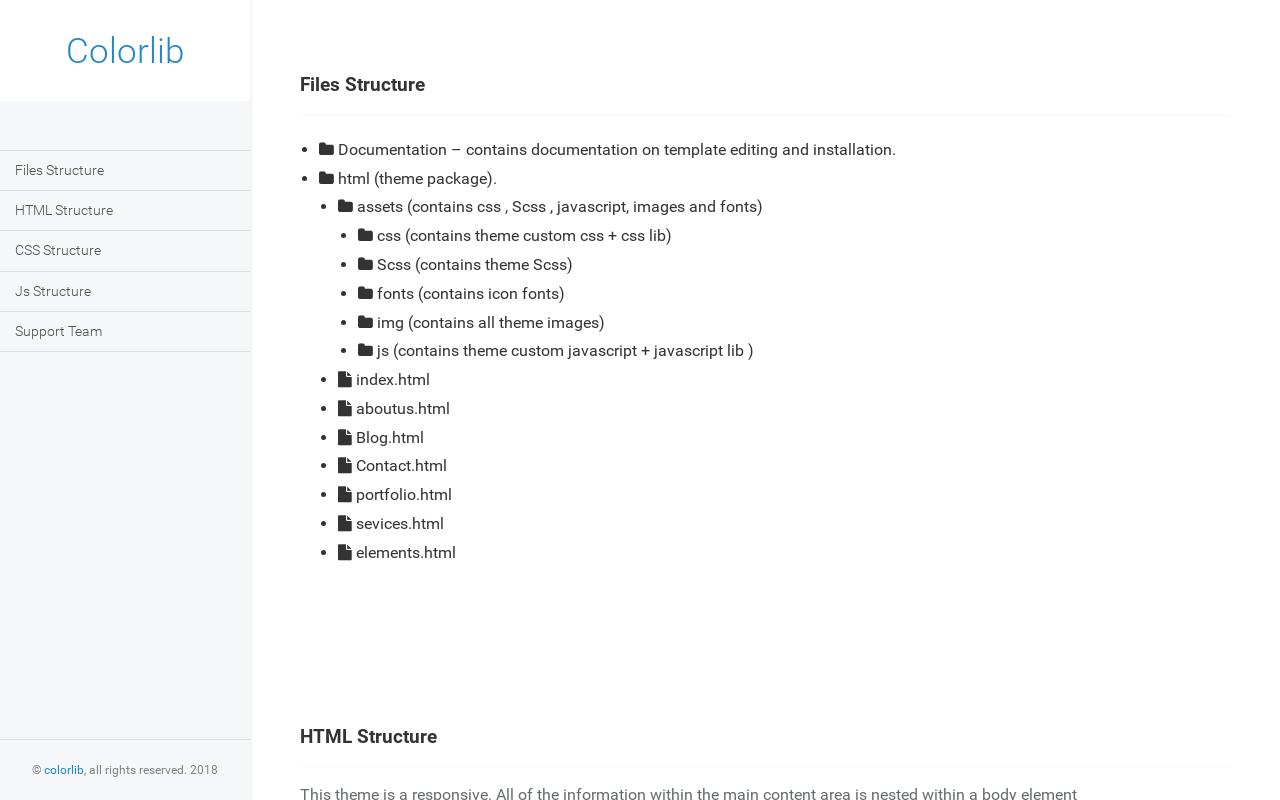 Colorlib
Files Structure
HTML Structure
CSS Structure
Js Structure
Support Team
© colorlib, all rights reserved. 2018
Files Structure
Documentation – contains documentation on template editing and installation.
html (theme package).
assets (contains css , Scss , javascript, images and fonts)
css (contains theme custom css + css lib)
Scss (contains theme Scss)
fonts (contains icon fonts)
img (contains all theme images)
js (contains theme custom javascript + javascript lib )
index.html
aboutus.html
Blog.html
Contact.html
portfolio.html
sevices.html
elements.html
HTML Structure
This theme is a responsive. All of the information within the main content area is nested within a body element